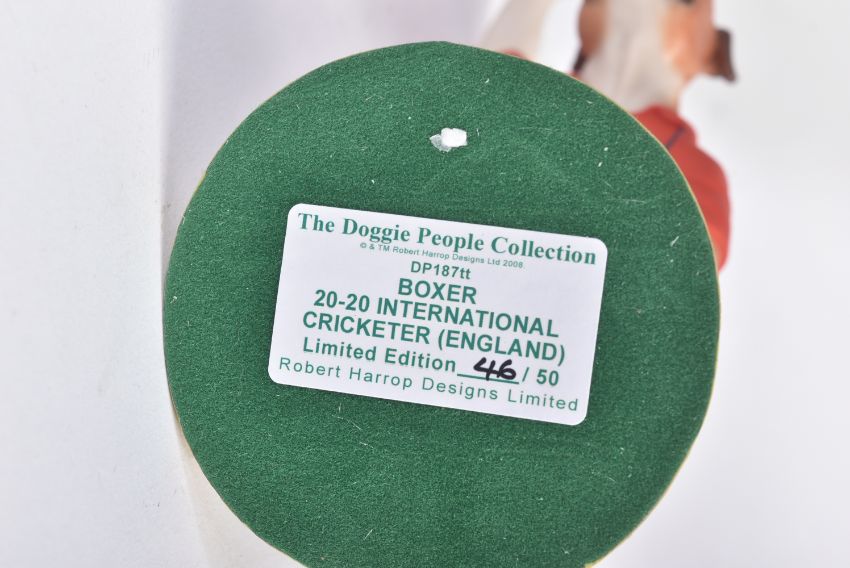 The Doggie People Collection
© & TM Robert Harrop Designs Ltd 2008.
DP187tt
BOXER
20-20 INTERNATIONAL
CRICKETER (ENGLAND)
Limited Edition 46 / 50
Robert Harrop Designs Limited